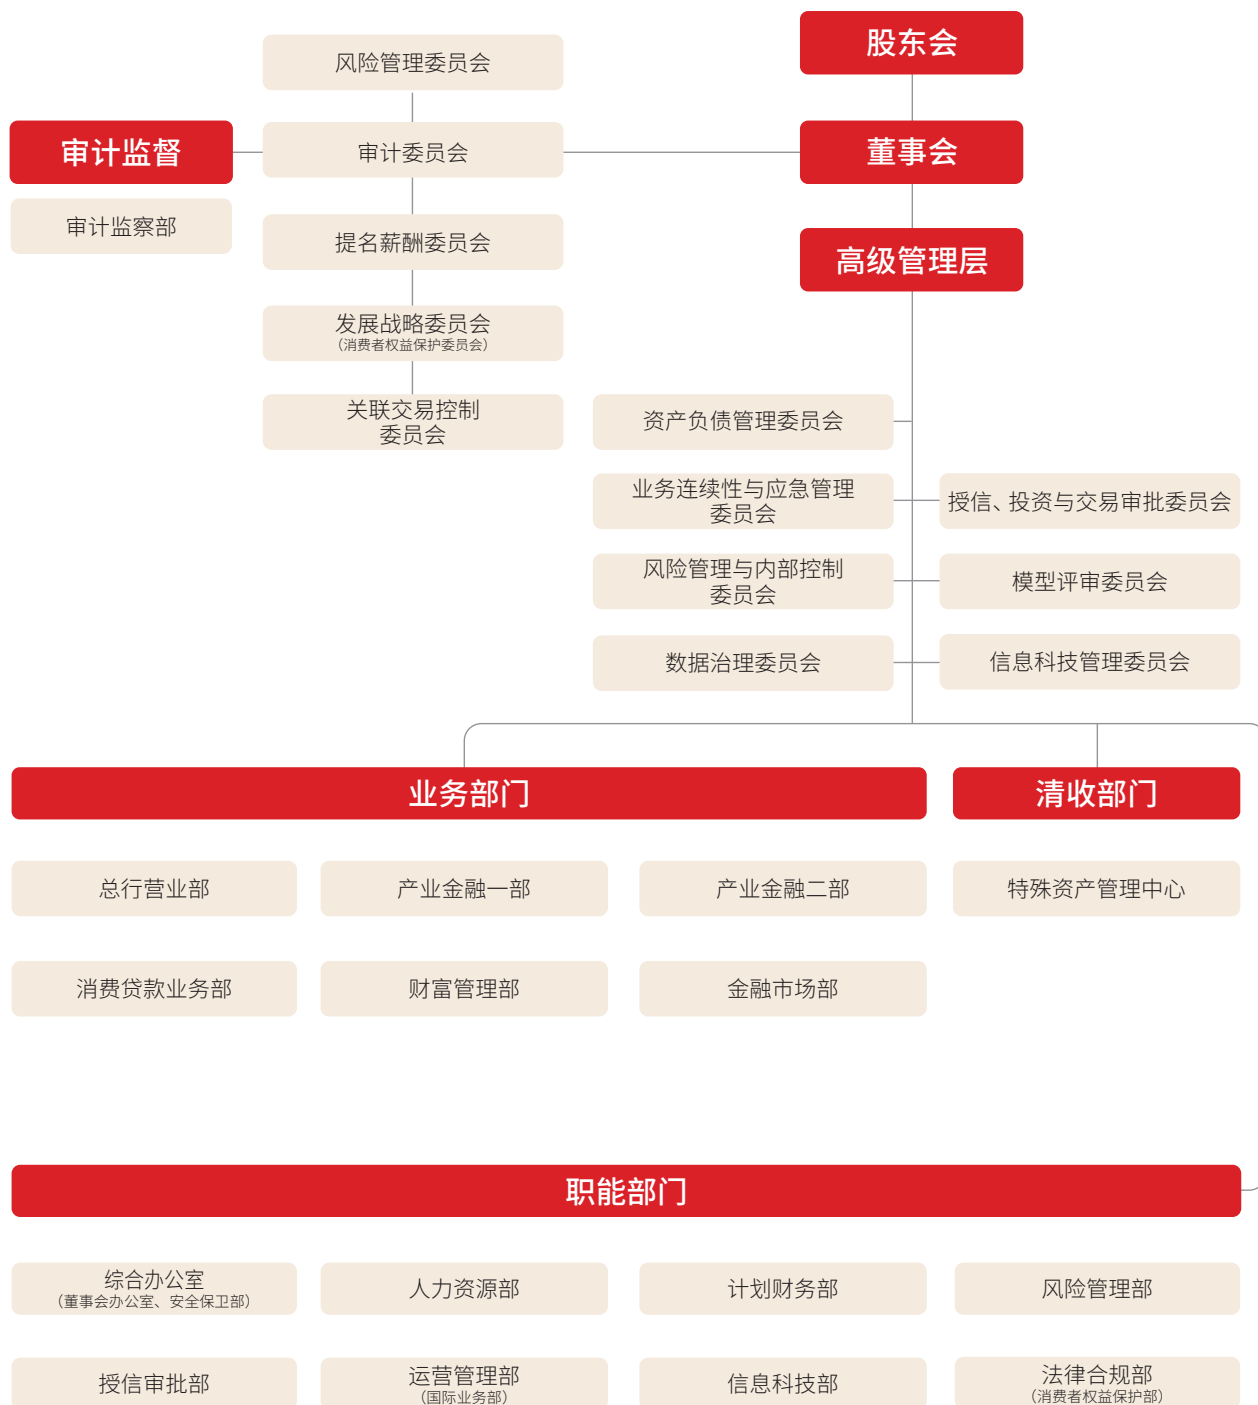 股东会
风险管理委员会
审计监督
审计委员会
董事会
审计监察部
提名薪酬委员会
高级管理层
发展战略委员会
（消费者权益保护委员会）
关联交易控制
委员会
资产负债管理委员会
业务连续性与应急管理
委员会
授信、投资与交易审批委员会
风险管理与内部控制
委员会
模型评审委员会
数据治理委员会
信息科技管理委员会
业务部门
清收部门
总行营业部
产业金融一部
产业金融二部
特殊资产管理中心
消费贷款业务部
财富管理部
金融市场部
职能部门
综合办公室
（董事会办公室、安全保卫部）
人力资源部
计划财务部
风险管理部
授信审批部
运营管理部
（国际业务部）
信息科技部
法律合规部
（消费者权益保护部）